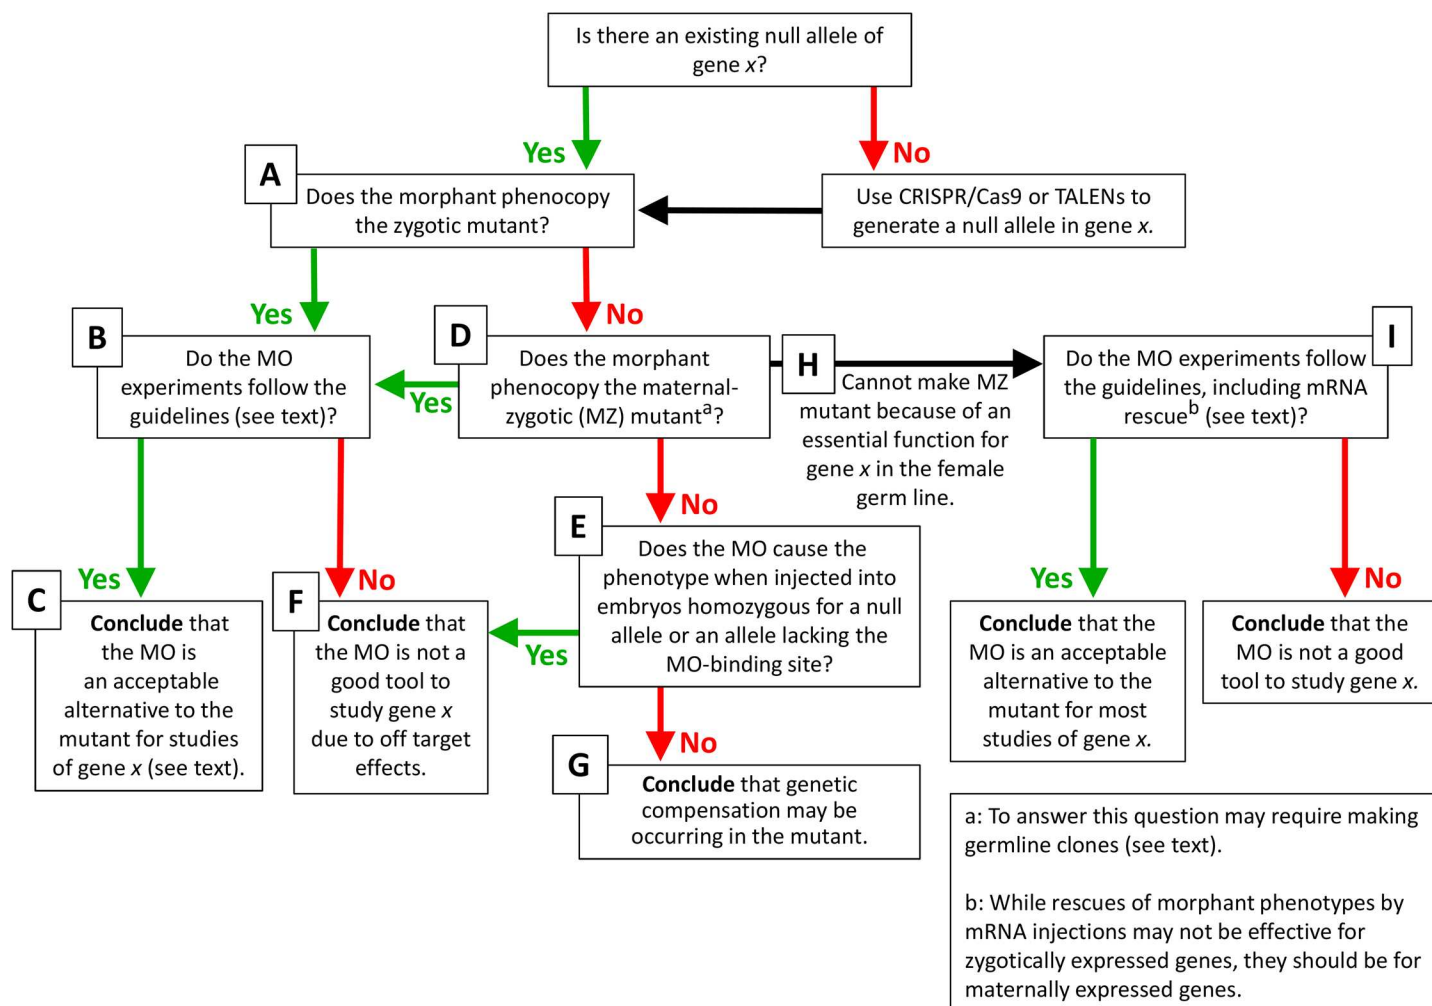 Is there an existing null allele of
gene x?
Yes
No
A
Does the morphant phenocopy
the zygotic mutant?
Use CRISPR/Cas9 or TALENs to
generate a null allele in gene x.
Yes
No
B
Do the MO
experiments follow the
guidelines (see text)?
Yes
D
Does the morphant
phenocopy the maternal-
zygotic (MZ) mutantᵃ?
H
Cannot make MZ
mutant because of an
essential function for
gene x in the female
germ line.
I
Do the MO experiments follow
the guidelines, including mRNA
rescueᵇ (see text)?
No
E
Does the MO cause the
phenotype when injected into
embryos homozygous for a null
allele or an allele lacking the
MO-binding site?
Yes
Yes
No
Yes
No
C
Conclude that
the MO is
an acceptable
alternative to the
mutant for studies
of gene x (see text).
F
Conclude that
the MO is not a
good tool to
study gene x
due to off target
effects.
Conclude that the
MO is an acceptable
alternative to the
mutant for most
studies of gene x.
Conclude that the
MO is not a good
tool to study gene x.
No
G
Conclude that genetic
compensation may be
occurring in the mutant.
a: To answer this question may require making
germline clones (see text).
b: While rescues of morphant phenotypes by
mRNA injections may not be effective for
zygotically expressed genes, they should be for
maternally expressed genes.